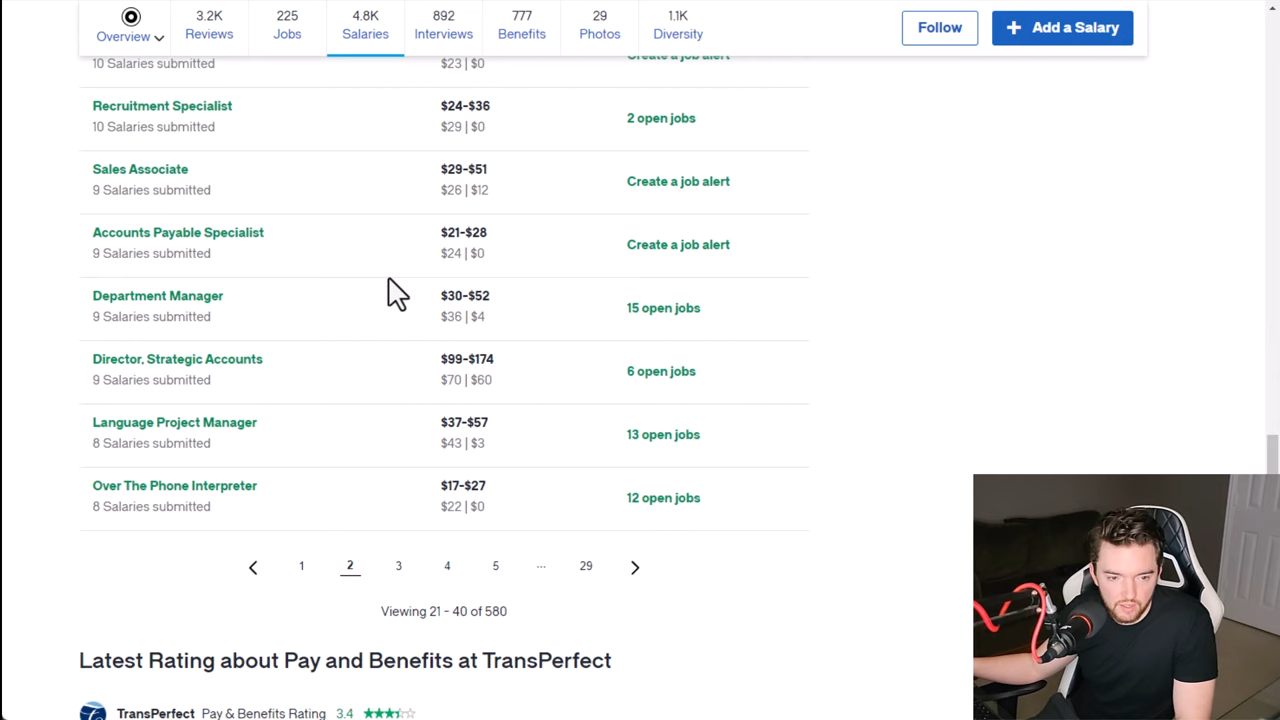 Overview
3.2K
Reviews
225
Jobs
4.8K
Salaries
892
Interviews
777
Benefits
29
Photos
1.1K
Diversity
Follow
+ Add a Salary
10 Salaries submitted
$23 | $0
Create a job alert
Recruitment Specialist
10 Salaries submitted
$24-$36
$29 | $0
2 open jobs
Sales Associate
9 Salaries submitted
$29-$51
$26 | $12
Create a job alert
Accounts Payable Specialist
9 Salaries submitted
$21-$28
$24 | $0
Create a job alert
Department Manager
9 Salaries submitted
$30-$52
$36 | $4
15 open jobs
Director, Strategic Accounts
9 Salaries submitted
$99-$174
$70 | $60
6 open jobs
Language Project Manager
8 Salaries submitted
$37-$57
$43 | $3
13 open jobs
Over The Phone Interpreter
8 Salaries submitted
$17-$27
$22 | $0
12 open jobs
1 2 3 4 5 ... 29
Viewing 21 - 40 of 580
Latest Rating about Pay and Benefits at TransPerfect
TransPerfect Pay & Benefits Rating 3.4